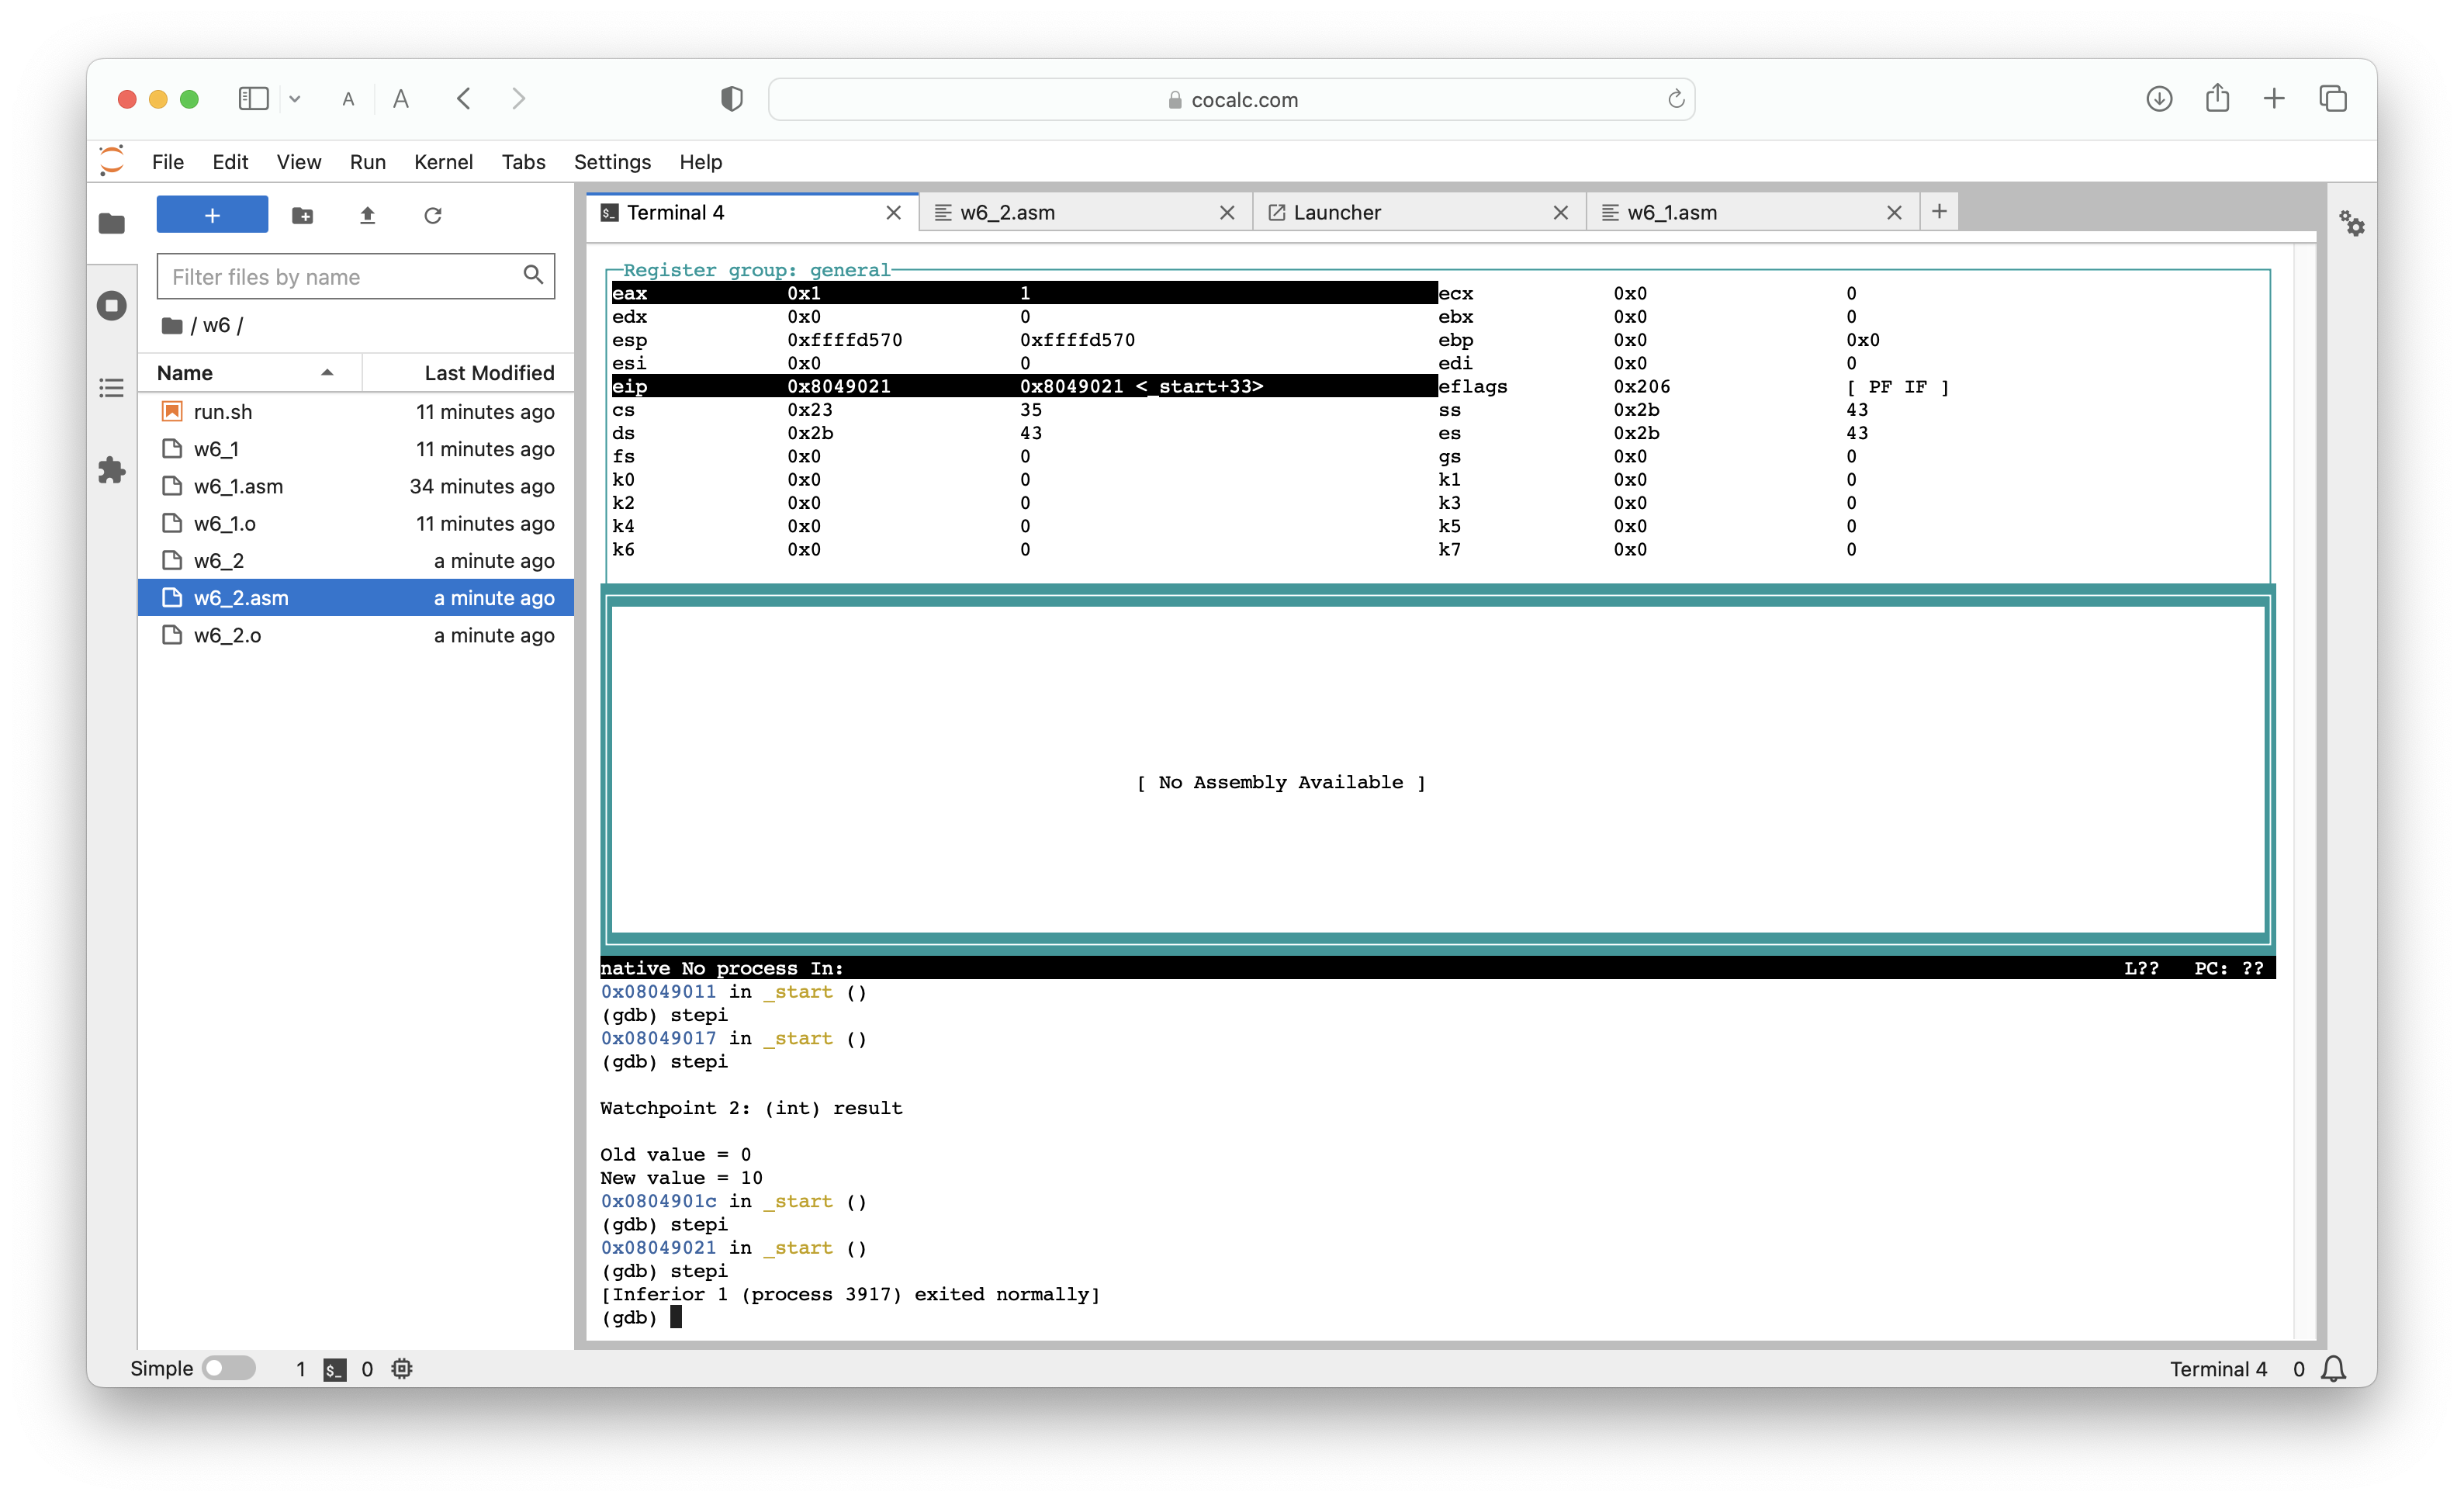 A A cocalc.com
File Edit View Run Kernel Tabs Settings Help
+
Filter files by name
/ w6 /
Name Last Modified
run.sh 11 minutes ago
w6_1 11 minutes ago
w6_1.asm 34 minutes ago
w6_1.o 11 minutes ago
w6_2 a minute ago
w6_2.asm a minute ago
w6_2.o a minute ago
$_ Terminal 4 w6_2.asm Launcher w6_1.asm +
Register group: general
eax 0x1 1 ecx 0x0 0
edx 0x0 0 ebx 0x0 0
esp 0xffffd570 0xffffd570 ebp 0x0 0x0
esi 0x0 0 edi 0x0 0
eip 0x8049021 0x8049021 <_start+33> eflags 0x206 [ PF IF ]
cs 0x23 35 ss 0x2b 43
ds 0x2b 43 es 0x2b 43
fs 0x0 0 gs 0x0 0
k0 0x0 0 k1 0x0 0
k2 0x0 0 k3 0x0 0
k4 0x0 0 k5 0x0 0
k6 0x0 0 k7 0x0 0
[ No Assembly Available ]
native No process In: L?? PC: ??
0x08049011 in _start ()
(gdb) stepi
0x08049017 in _start ()
(gdb) stepi
Watchpoint 2: (int) result
Old value = 0
New value = 10
0x0804901c in _start ()
(gdb) stepi
0x08049021 in _start ()
(gdb) stepi
[Inferior 1 (process 3917) exited normally]
(gdb)
Simple 1 $_ 0 Terminal 4 0